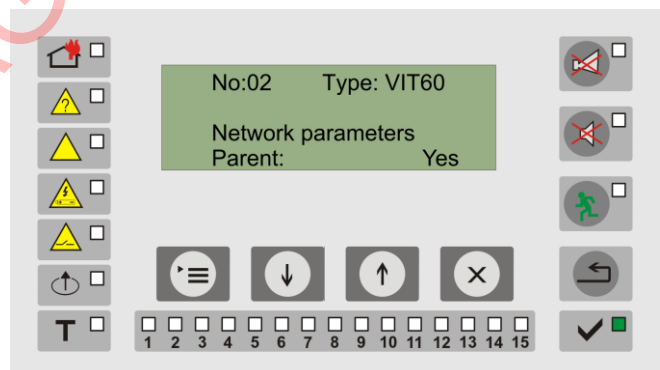 No:02 Type: VIT60
Network parameters
Parent: Yes
?
T
1 2 3 4 5 6 7 8 9 10 11 12 13 14 15